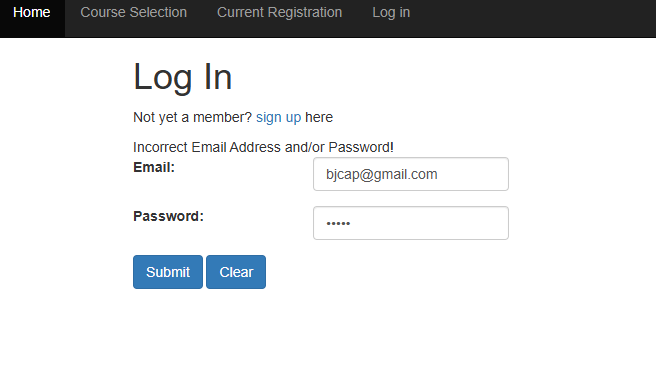 Home Course Selection Current Registration Log in
Log In
Not yet a member? sign up here
Incorrect Email Address and/or Password!
Email: bjcap@gmail.com
Password: •••••
Submit Clear